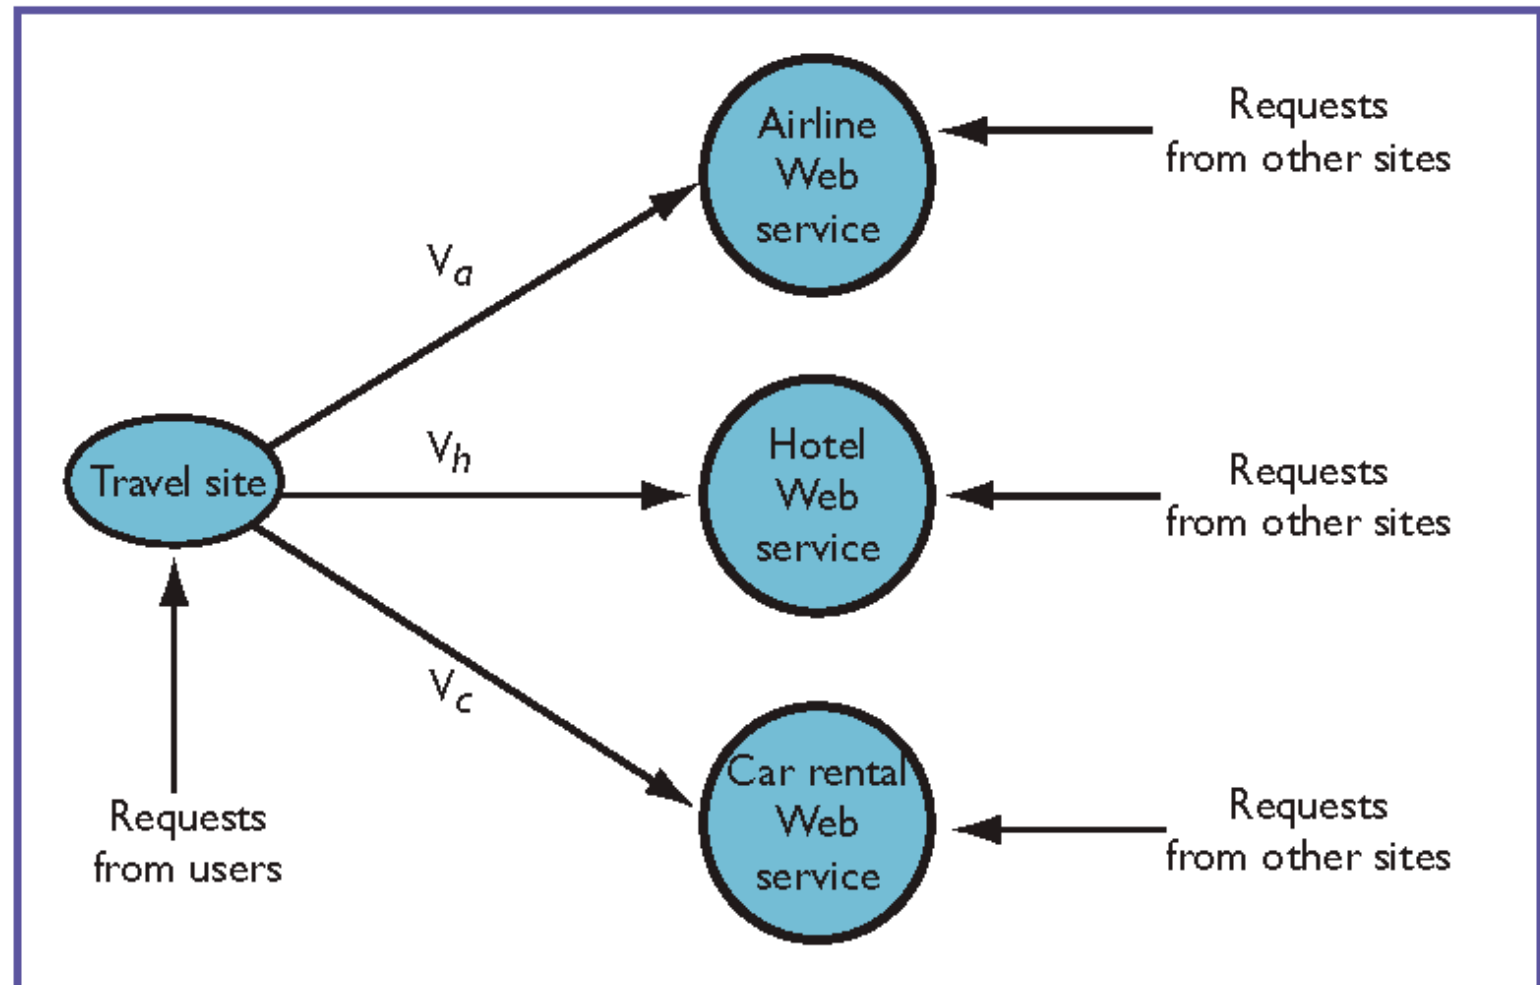 Airline
Web
service
Requests
from other sites
Va
Travel site
Vh
Hotel
Web
service
Requests
from other sites
Vc
Car rental
Web
service
Requests
from other sites
Requests
from users